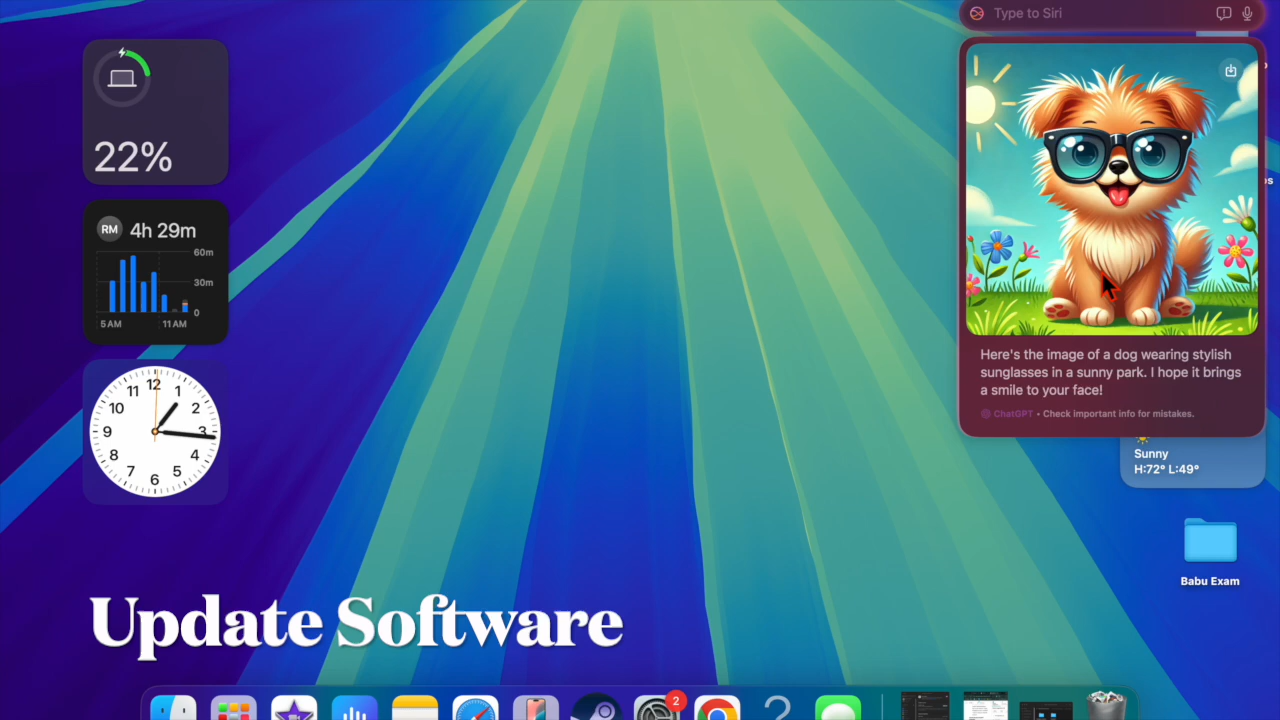 Type to Siri
22%
RM 4h 29m
60m
30m
0
5 AM 11 AM
12
1
2
3
4
5
6
7
8
9
10
11
Here's the image of a dog wearing stylish
sunglasses in a sunny park. I hope it brings
a smile to your face!
ChatGPT • Check important info for mistakes.
Sunny
H:72° L:49°
Babu Exam
Update Software
2